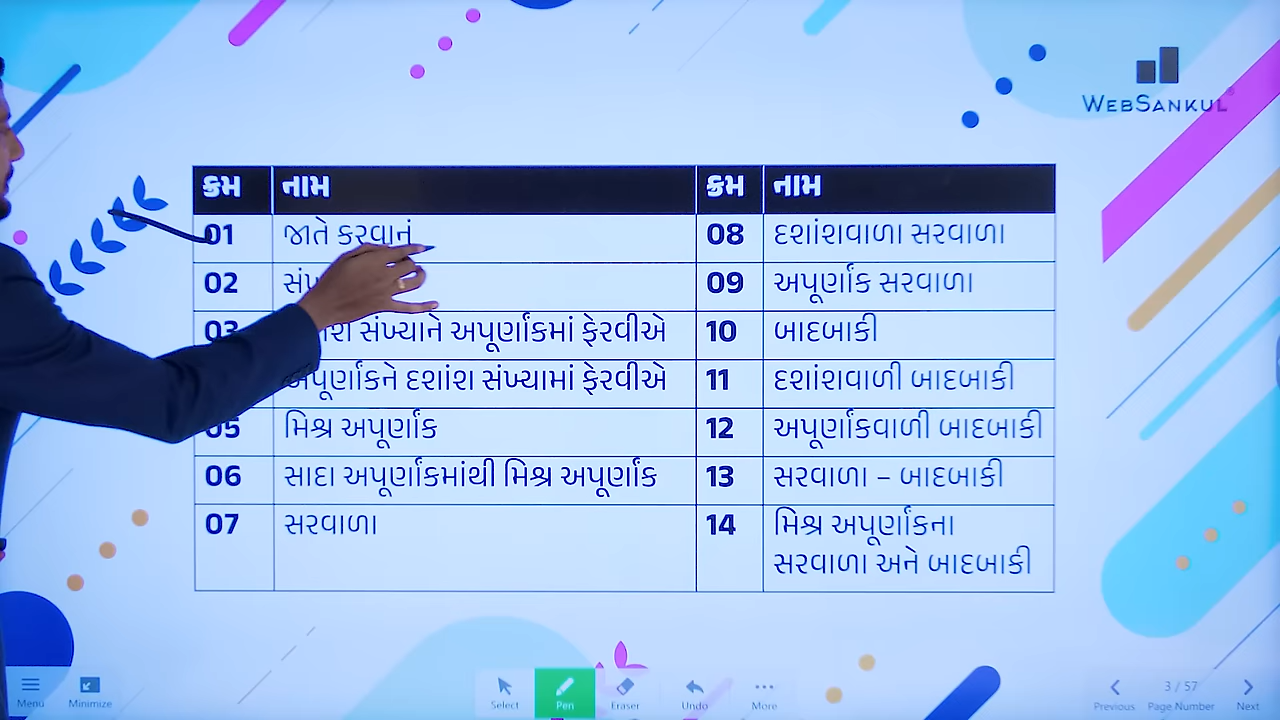 WEBSANKUL
ક્રમ નામ ક્રમ નામ
01 જાતે કરવાનું 08 દશાંશવાળા સરવાળા
02 09 અપૂર્ણાંક સરવાળા
03 સંખ્યાને અપૂર્ણાંકમાં ફેરવીએ 10 બાદબાકી
અપૂર્ણાંકને દશાંશ સંખ્યામાં ફેરવીએ 11 દશાંશવાળી બાદબાકી
05 મિશ્ર અપૂર્ણાંક 12 અપૂર્ણાંકવાળી બાદબાકી
06 સાદા અપૂર્ણાંકમાંથી મિશ્ર અપૂર્ણાંક 13 સરવાળા – બાદબાકી
07 સરવાળા 14 મિશ્ર અપૂર્ણાંકના
સરવાળા અને બાદબાકી
Menu Minimize Select Pen Eraser Undo More Previous 3 / 57 Page Number Next